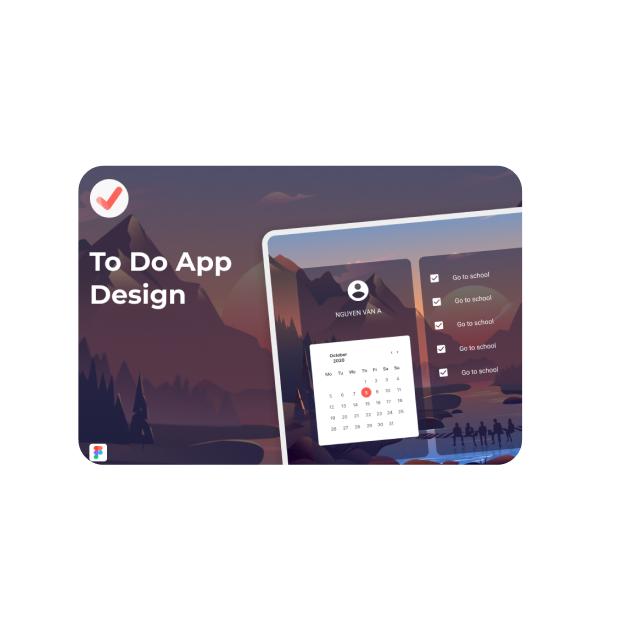 To Do App
Design
NGUYEN VAN A
October
2020
Mo Tu We Th Fr Sa Su
1 2 3 4
5 6 7 8 9 10 11
12 13 14 15 16 17 18
19 20 21 22 23 24 25
26 27 28 29 30 31
Go to school
Go to school
Go to school
Go to school
Go to school